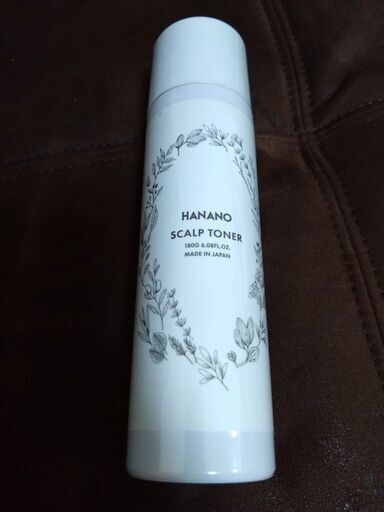 HANANO
SCALP TONER
180G 6.08FL,OZ.
MADE IN JAPAN